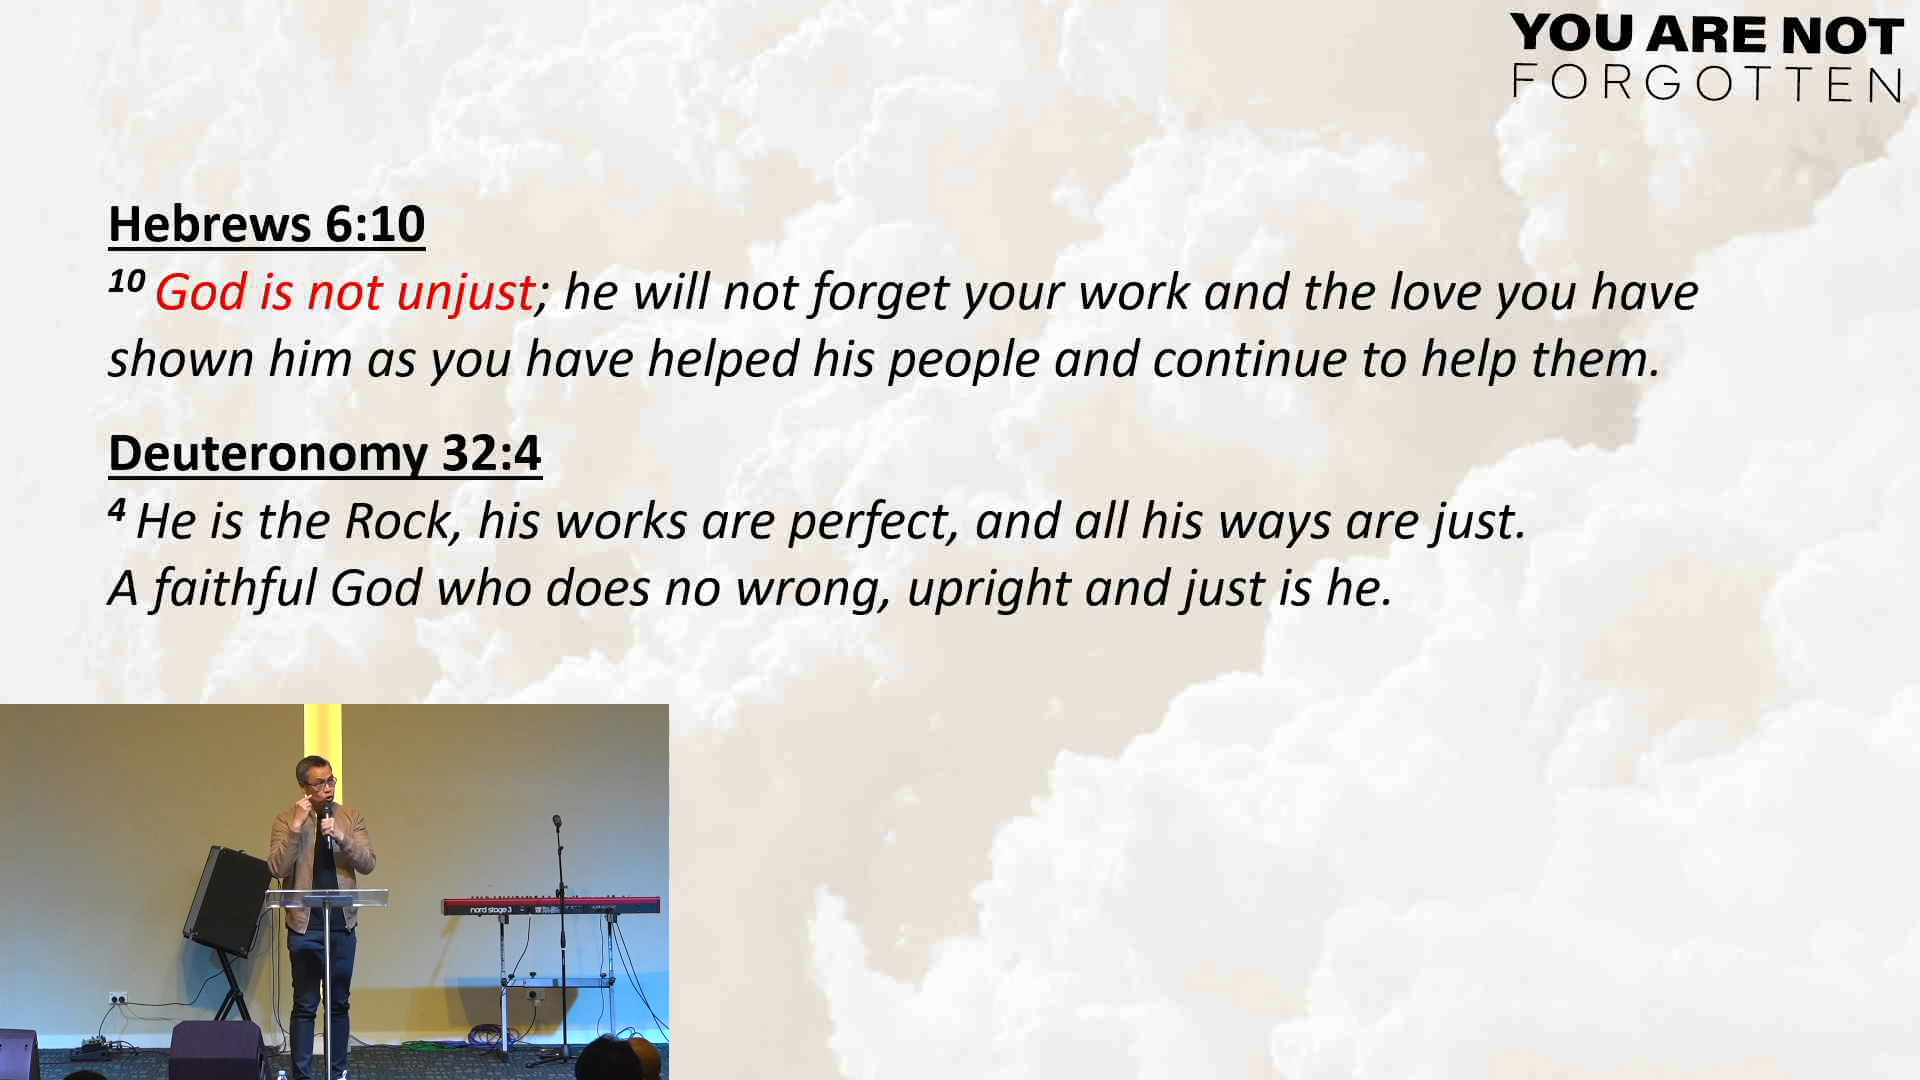 YOU ARE NOT
FORGOTTEN
Hebrews 6:10
10 God is not unjust; he will not forget your work and the love you have
shown him as you have helped his people and continue to help them.
Deuteronomy 32:4
4 He is the Rock, his works are perfect, and all his ways are just.
A faithful God who does no wrong, upright and just is he.
nord stage 3